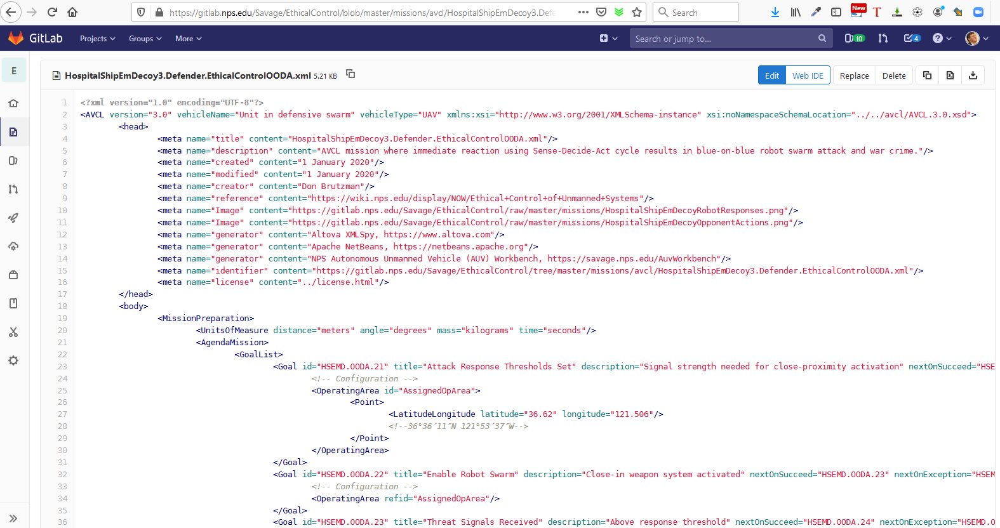 https://gitlab.nps.edu/Savage/EthicalControl/blob/master/missions/avcl/HospitalShipEmDecoy3.Defe
Search
New
GitLab
Projects
Groups
More
Search or jump to...
10
4
E
HospitalShipEmDecoy3.Defender.EthicalControlOODA.xml 5.21 KB
Edit
Web IDE
Replace
Delete
1 <?xml version="1.0" encoding="UTF-8"?>
2 <AVCL version="3.0" vehicleName="Unit in defensive swarm" vehicleType="UAV" xmlns:xsi="http://www.w3.org/2001/XMLSchema-instance" xsi:noNamespaceSchemaLocation="../../avcl/AVCL.3.0.xsd">
3 <head>
4 <meta name="title" content="HospitalShipEmDecoy3.Defender.EthicalControlOODA.xml"/>
5 <meta name="description" content="AVCL mission where immediate reaction using Sense-Decide-Act cycle results in blue-on-blue robot swarm attack and war crime."/>
6 <meta name="created" content="1 January 2020"/>
7 <meta name="modified" content="1 January 2020"/>
8 <meta name="creator" content="Don Brutzman"/>
9 <meta name="reference" content="https://wiki.nps.edu/display/NOW/Ethical+Control+of+Unmanned+Systems"/>
10 <meta name="Image" content="https://gitlab.nps.edu/Savage/EthicalControl/raw/master/missions/HospitalShipEmDecoyRobotResponses.png"/>
11 <meta name="Image" content="https://gitlab.nps.edu/Savage/EthicalControl/raw/master/missions/HospitalShipEmDecoyOpponentActions.png"/>
12 <meta name="generator" content="Altova XMLSpy, https://www.altova.com"/>
13 <meta name="generator" content="Apache NetBeans, https://netbeans.apache.org"/>
14 <meta name="generator" content="NPS Autonomous Unmanned Vehicle (AUV) Workbench, https://savage.nps.edu/AuvWorkbench"/>
15 <meta name="identifier" content="https://gitlab.nps.edu/Savage/EthicalControl/tree/master/missions/avcl/HospitalShipEmDecoy3.Defender.EthicalControlOODA.xml"/>
16 <meta name="license" content="../license.html"/>
17 </head>
18 <body>
19 <MissionPreparation>
20 <UnitsOfMeasure distance="meters" angle="degrees" mass="kilograms" time="seconds"/>
21 <AgendaMission>
22 <GoalList>
23 <Goal id="HSEMD.OODA.21" title="Attack Response Thresholds Set" description="Signal strength needed for close-proximity activation" nextOnSucceed="HSE
24 <!-- Configuration -->
25 <OperatingArea id="AssignedOpArea">
26 <Point>
27 <LatitudeLongitude latitude="36.62" longitude="121.506"/>
28 <!--36°36′11″N 121°53′37″W-->
29 </Point>
30 </OperatingArea>
31 </Goal>
32 <Goal id="HSEMD.OODA.22" title="Enable Robot Swarm" description="Close-in weapon system activated" nextOnSucceed="HSEMD.OODA.23" nextOnException="HSEM
33 <!-- Configuration -->
34 <OperatingArea refid="AssignedOpArea"/>
35 </Goal>
36 <Goal id="HSEMD.OODA.23" title="Threat Signals Received" description="Above response threshold" nextOnSucceed="HSEMD.OODA.24" nextOnException="HSEMD.O